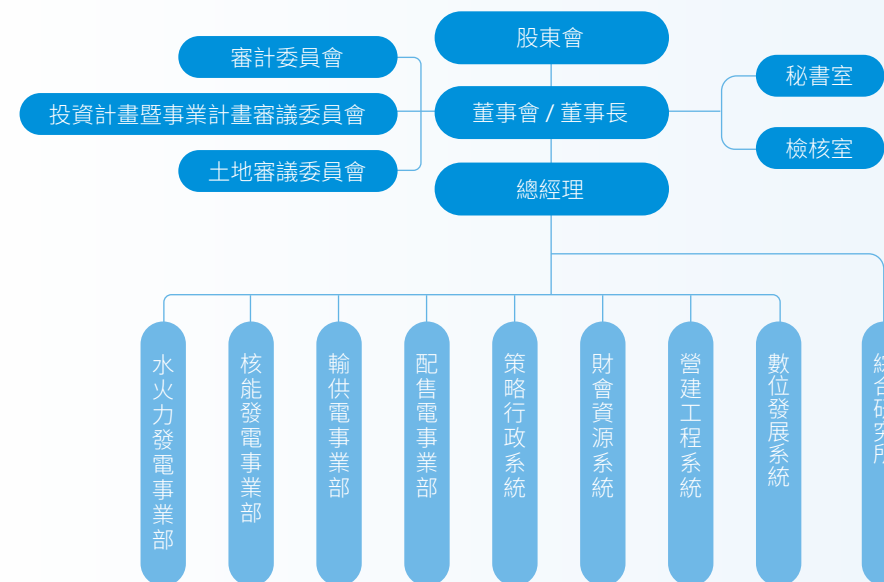 股東會
審計委員會
投資計畫暨事業計畫審議委員會
土地審議委員會
董事會 / 董事長
秘書室
檢核室
總經理
水火力發電事業部
核能發電事業部
輸供電事業部
配售電事業部
策略行政系統
財會資源系統
營建工程系統
數位發展系統
綜合研究所